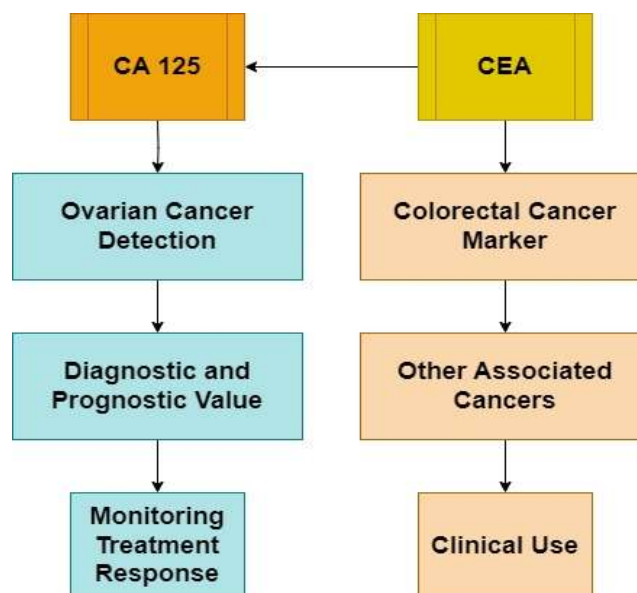 CA 125
CEA
Ovarian Cancer
Detection
Colorectal Cancer
Marker
Diagnostic and
Prognostic Value
Other Associated
Cancers
Monitoring
Treatment
Response
Clinical Use